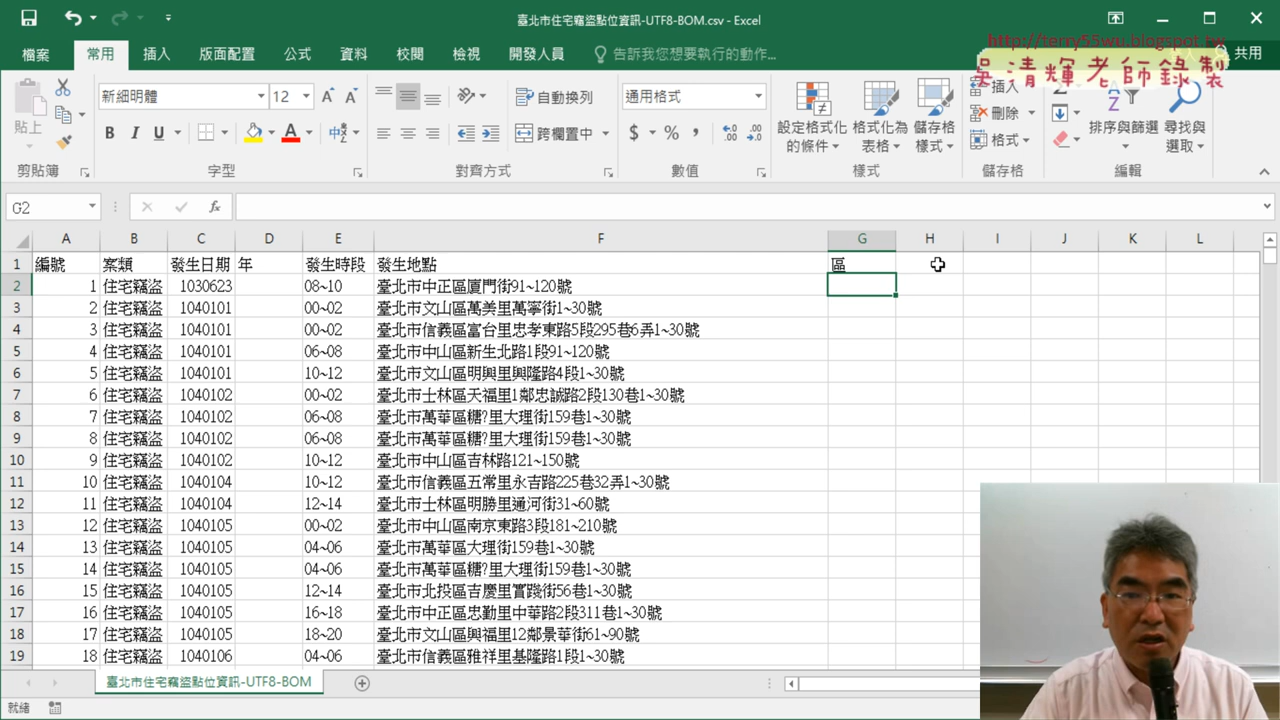 臺北市住宅竊盜點位資訊-UTF8-BOM.csv - Excel
http://terry55wu.blogspot.tw
吳清輝老師錄製
檔案 常用 插入 版面配置 公式 資料 校閱 檢視 開發人員 告訴我您想要執行的動作... 登入 共用
新細明體 12 自動換列 通用格式 插入
貼上 B I U 跨欄置中 $ % , 設定格式化的條件 格式化為表格 儲存格樣式 刪除 格式 排序與篩選 尋找與選取
剪貼簿 字型 對齊方式 數值 樣式 儲存格 編輯
G2 fx
A B C D E F G H I J K L
1 編號 案類 發生日期 年 發生時段 發生地點 區
2 1 住宅竊盜 1030623 08~10 臺北市中正區廈門街91~120號
3 2 住宅竊盜 1040101 00~02 臺北市文山區萬美里萬寧街1~30號
4 3 住宅竊盜 1040101 00~02 臺北市信義區富台里忠孝東路5段295巷6弄1~30號
5 4 住宅竊盜 1040101 06~08 臺北市中山區新生北路1段91~120號
6 5 住宅竊盜 1040101 10~12 臺北市文山區明興里興隆路4段1~30號
7 6 住宅竊盜 1040102 00~02 臺北市士林區天福里1鄰忠誠路2段130巷1~30號
8 7 住宅竊盜 1040102 06~08 臺北市萬華區糖?里大理街159巷1~30號
9 8 住宅竊盜 1040102 06~08 臺北市萬華區糖?里大理街159巷1~30號
10 9 住宅竊盜 1040102 10~12 臺北市中山區吉林路121~150號
11 10 住宅竊盜 1040104 10~12 臺北市信義區五常里永吉路225巷32弄1~30號
12 11 住宅竊盜 1040104 12~14 臺北市士林區明勝里通河街31~60號
13 12 住宅竊盜 1040105 00~02 臺北市中山區南京東路3段181~210號
14 13 住宅竊盜 1040105 04~06 臺北市萬華區大理街159巷1~30號
15 14 住宅竊盜 1040105 04~06 臺北市萬華區糖?里大理街159巷1~30號
16 15 住宅竊盜 1040105 12~14 臺北市北投區吉慶里實踐街56巷1~30號
17 16 住宅竊盜 1040105 16~18 臺北市中正區忠勤里中華路2段311巷1~30號
18 17 住宅竊盜 1040105 18~20 臺北市文山區興福里12鄰景華街61~90號
19 18 住宅竊盜 1040106 04~06 臺北市信義區雅祥里基隆路1段1~30號
臺北市住宅竊盜點位資訊-UTF8-BOM
就緒